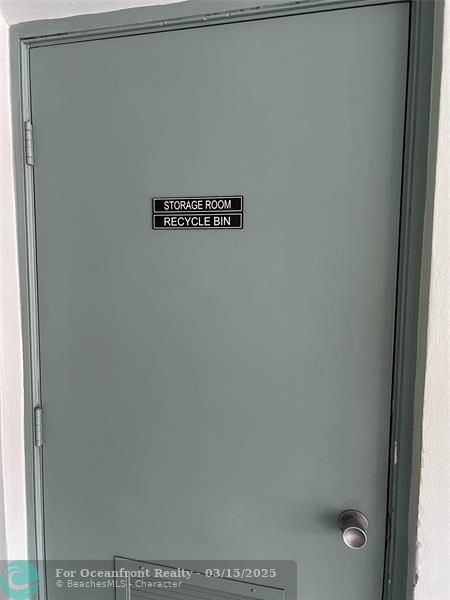 STORAGE ROOM
RECYCLE BIN
For Oceanfront Realty - 03/15/2025
© BeachesMLS - Character